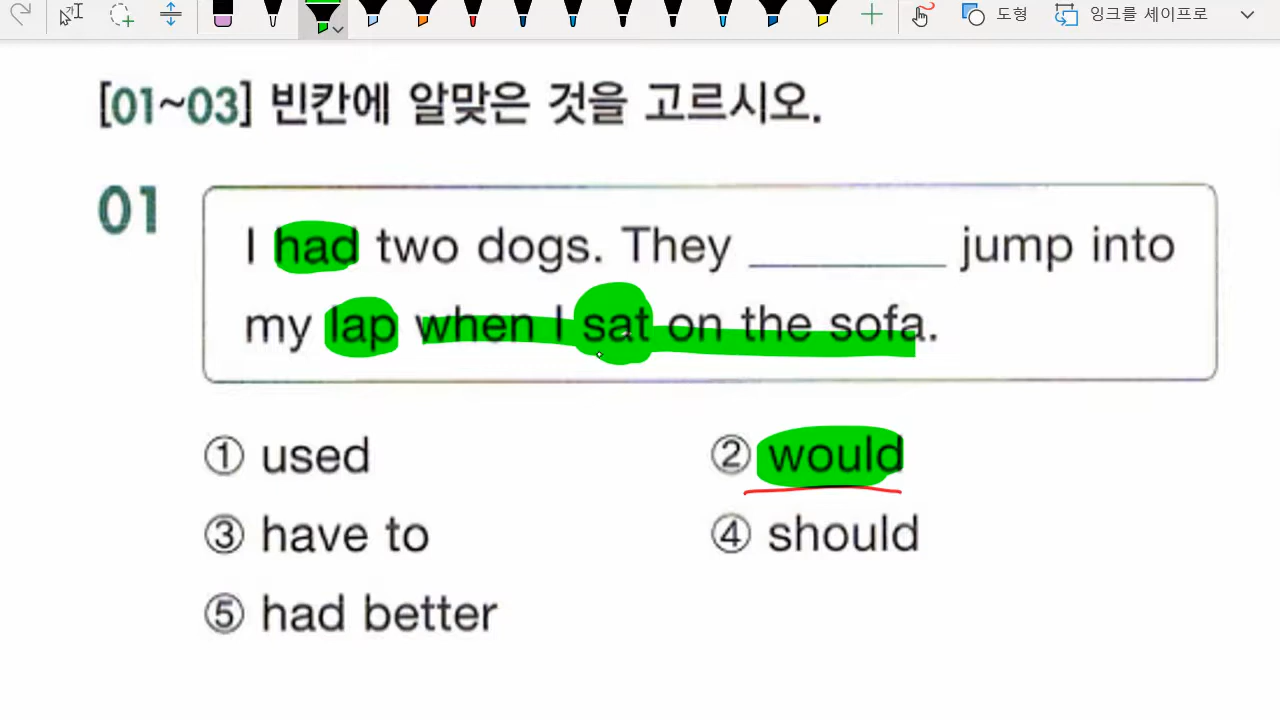 도형 잉크를 셰이프로
[01~03] 빈칸에 알맞은 것을 고르시오.
01
I had two dogs. They ________ jump into
my lap when I sat on the sofa.
① used ② would
③ have to ④ should
⑤ had better